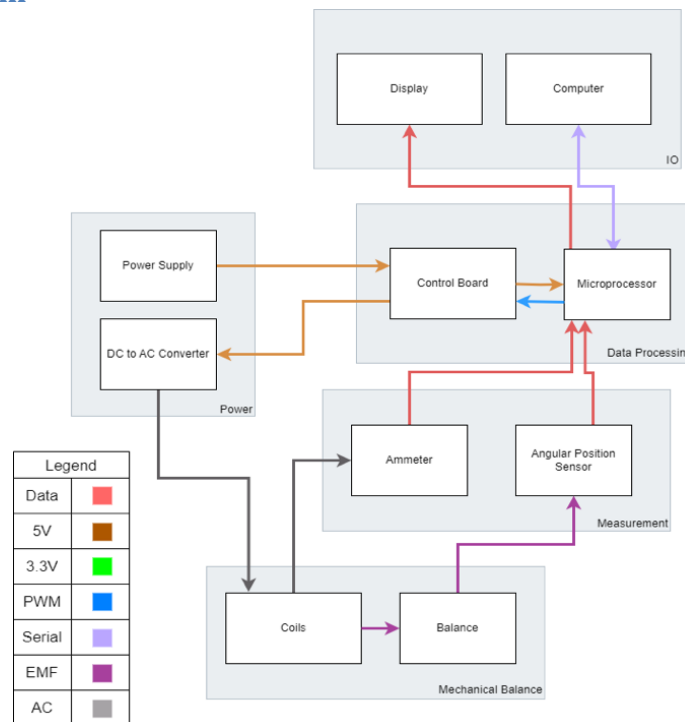 Display
Computer
IO
Power Supply
DC to AC Converter
Power
Control Board
Microprocessor
Data Processin
Ammeter
Angular Position
Sensor
Measurement
Coils
Balance
Mechanical Balance
Legend
Data
5V
3.3V
PWM
Serial
EMF
AC